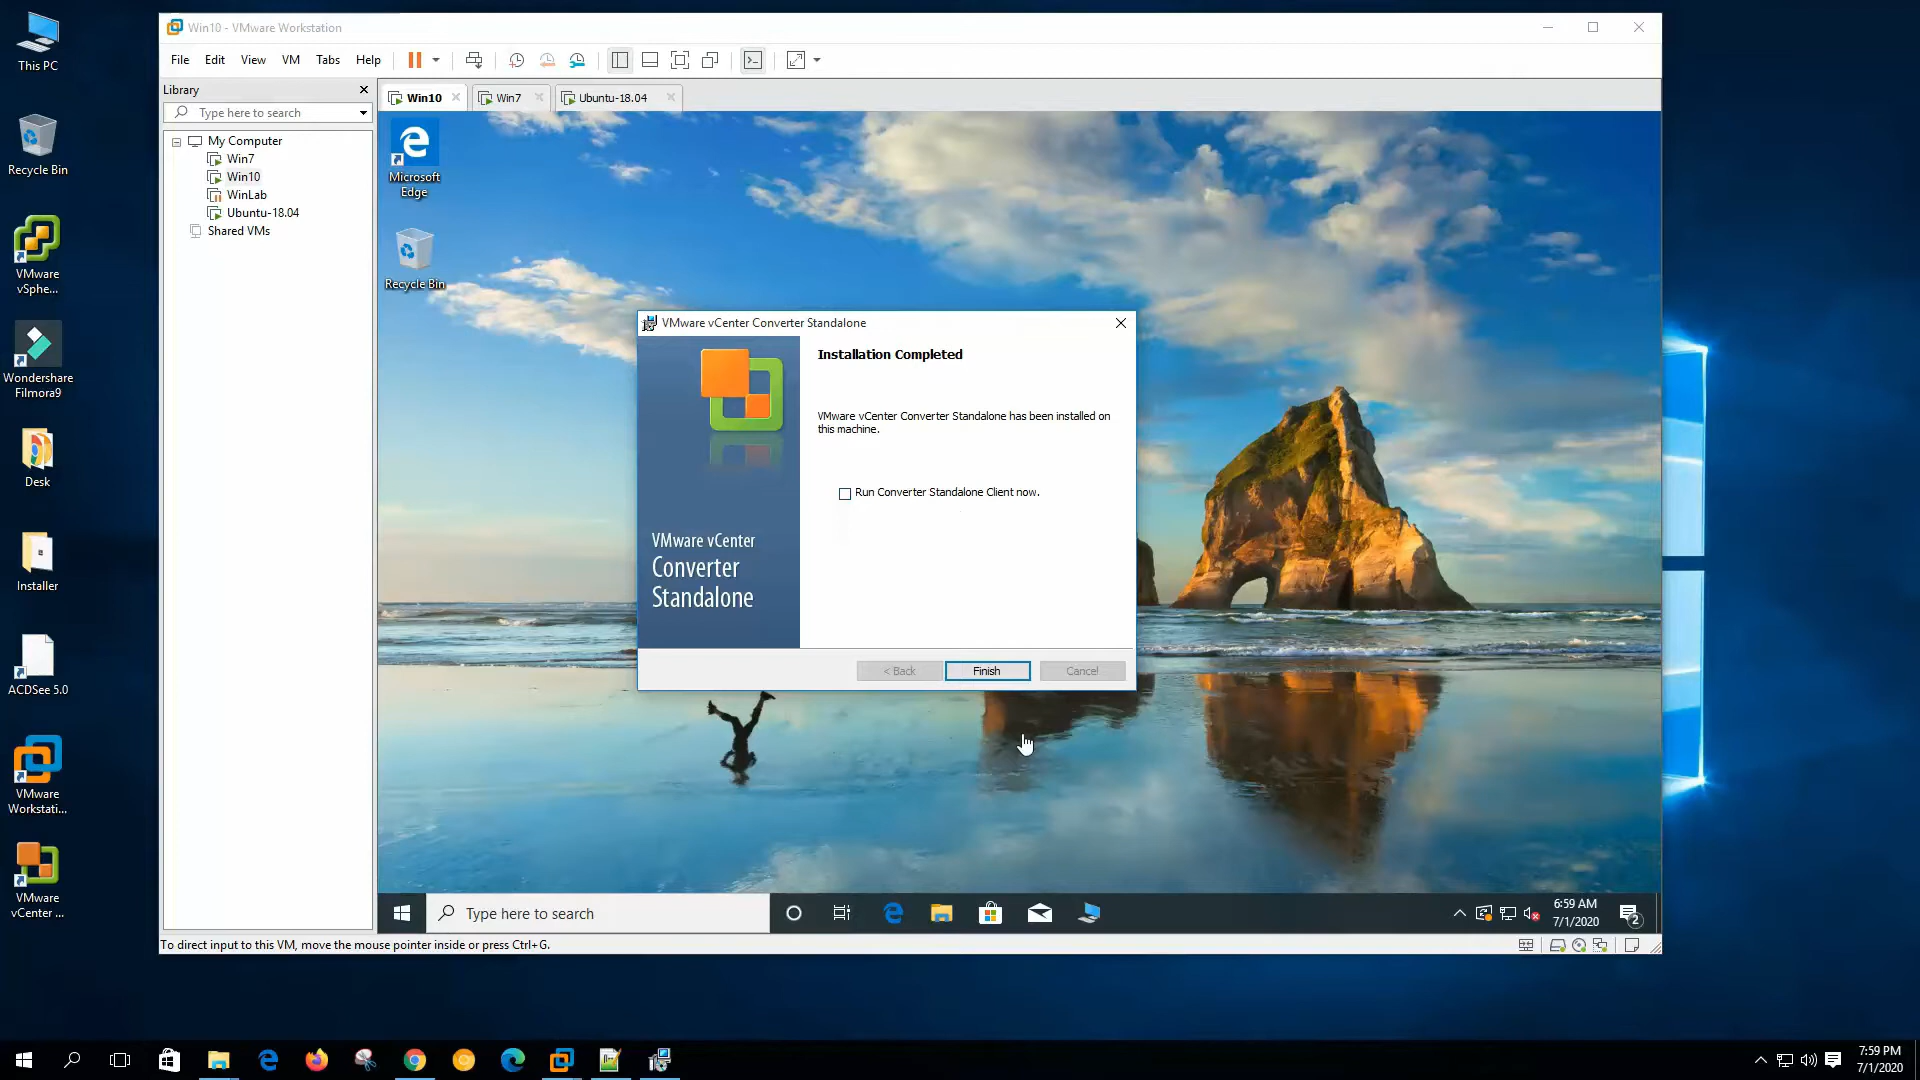 This PC
Recycle Bin
VMware
vSphe...
Wondershare
Filmora9
Desk
Installer
ACDSee 5.0
VMware
Workstati...
VMware
vCenter ...
Win10 - VMware Workstation
File Edit View VM Tabs Help
Library
Type here to search
My Computer
Win7
Win10
WinLab
Ubuntu-18.04
Shared VMs
Win10
Win7
Ubuntu-18.04
Microsoft
Edge
Recycle Bin
VMware vCenter Converter Standalone
Installation Completed
VMware vCenter Converter Standalone has been installed on
this machine.
Run Converter Standalone Client now.
VMware vCenter
Converter
Standalone
< Back
Finish
Cancel
Type here to search
6:59 AM
7/1/2020
2
To direct input to this VM, move the mouse pointer inside or press Ctrl+G.
7:59 PM
7/1/2020